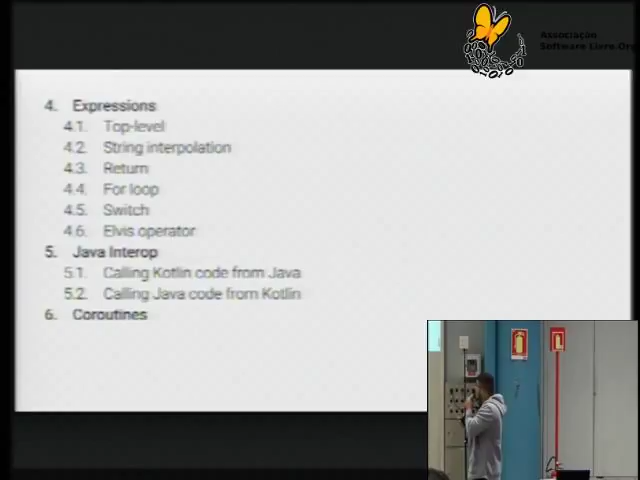 Associação
Software Livre.Or
4. Expressions
4.1. Top-level
4.2. String interpolation
4.3. Return
4.4. For loop
4.5. Switch
4.6. Elvis operator
5. Java Interop
5.1. Calling Kotlin code from Java
5.2. Calling Java code from Kotlin
6. Coroutines